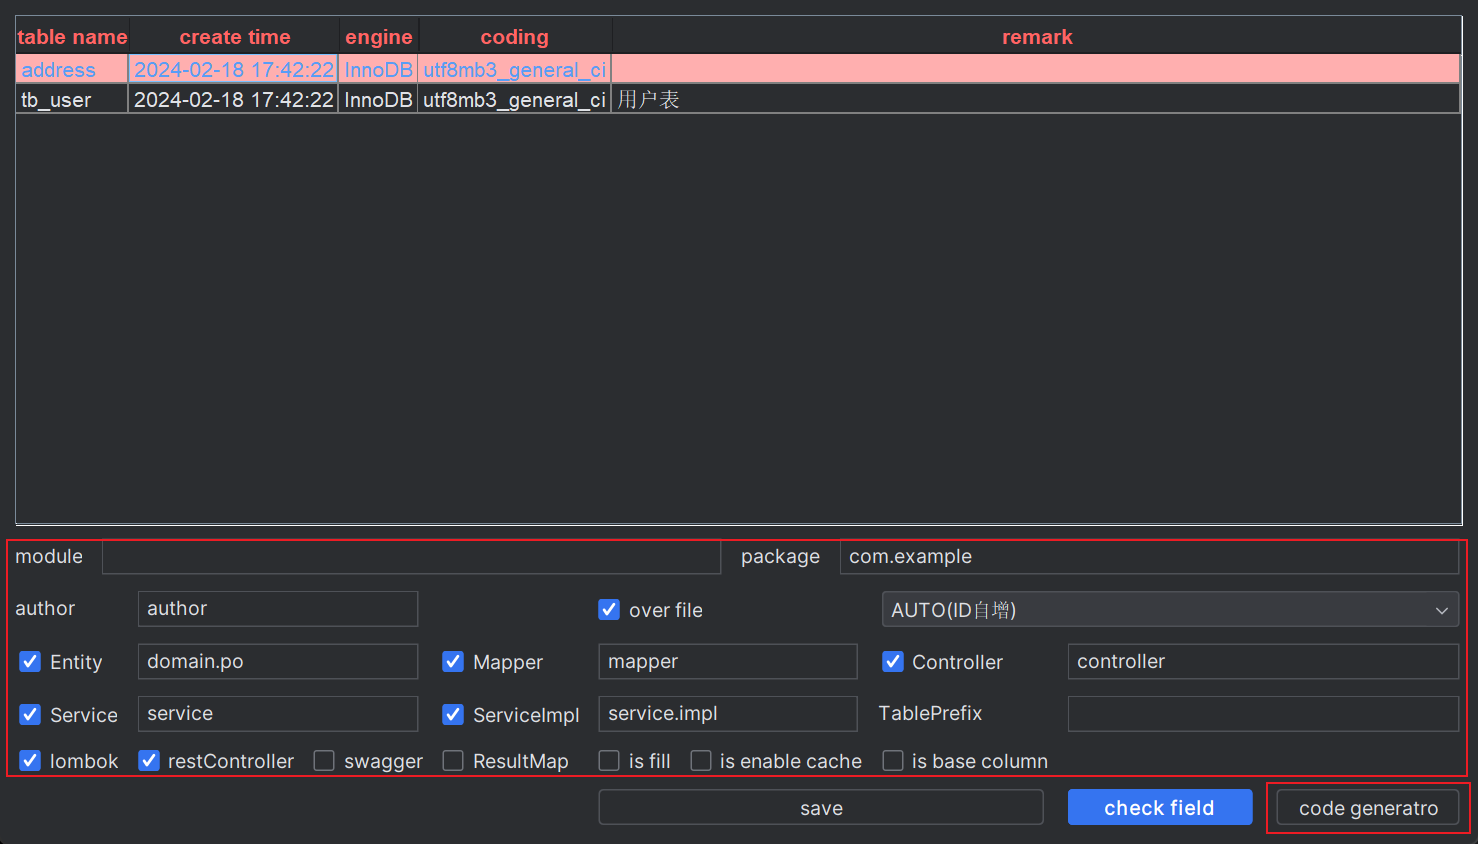 table name create time engine coding remark
address 2024-02-18 17:42:22 InnoDB utf8mb3_general_ci
tb_user 2024-02-18 17:42:22 InnoDB utf8mb3_general_ci 用户表
module package com.example
author author over file AUTO(ID自增)
Entity domain.po Mapper mapper Controller controller
Service service ServiceImpl service.impl TablePrefix
lombok restController swagger ResultMap is fill is enable cache is base column
save check field code generatro